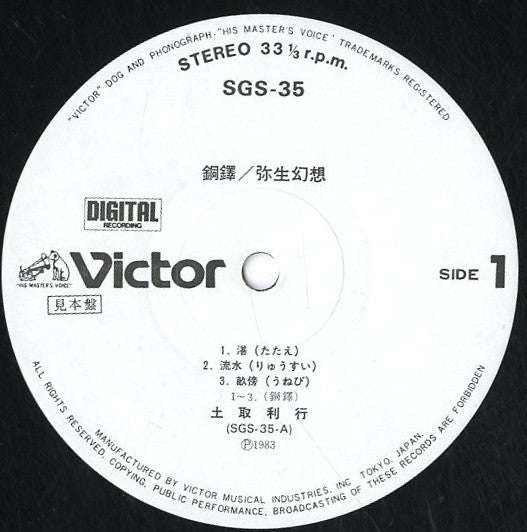 "VICTOR" DOG AND PHONOGRAPH-"HIS MASTER'S VOICE" TRADEMARKS REGISTERED
STEREO 33 ⅓ r.p.m.
SGS-35
銅鐸／弥生幻想
DIGITAL
RECORDING
"HIS MASTER'S VOICE"
Victor
SIDE 1
見本盤
1. 湛（たたえ）
2. 流水（りゅうすい）
3. 畝傍（うねび）
1～3.（銅鐸）
土取利行
(SGS-35-A)
Ⓟ1983
ALL RIGHTS RESERVED. COPYING, PUBLIC PERFORMANCE, BROADCASTING OF THESE RECORDS ARE FORBIDDEN
MANUFACTURED BY VICTOR MUSICAL INDUSTRIES, INC TOKYO, JAPAN.